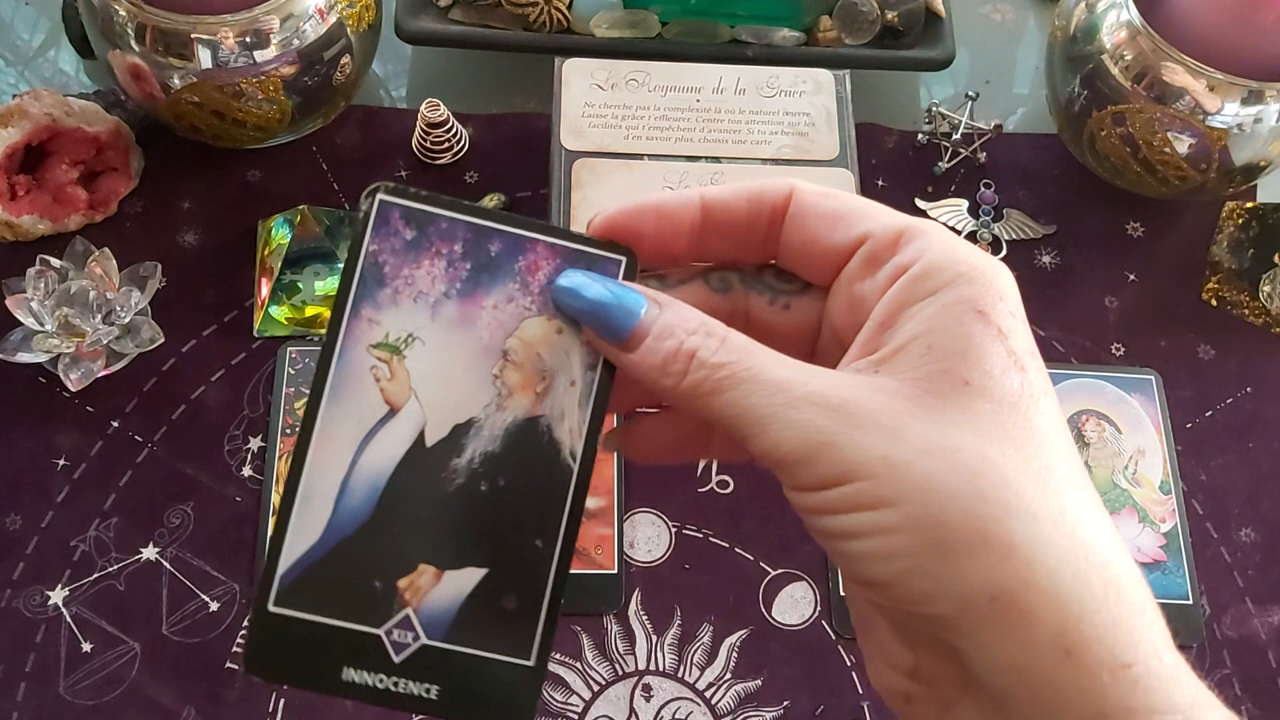 Le Royaume de la Grâce
Ne cherche pas la complexité là où le naturel œuvre.
Laisse la grâce t'effleurer. Centre ton attention sur les
facilités qui t'empêchent d'avancer. Si tu as besoin
d'en savoir plus, choisis une carte.
XIX
INNOCENCE